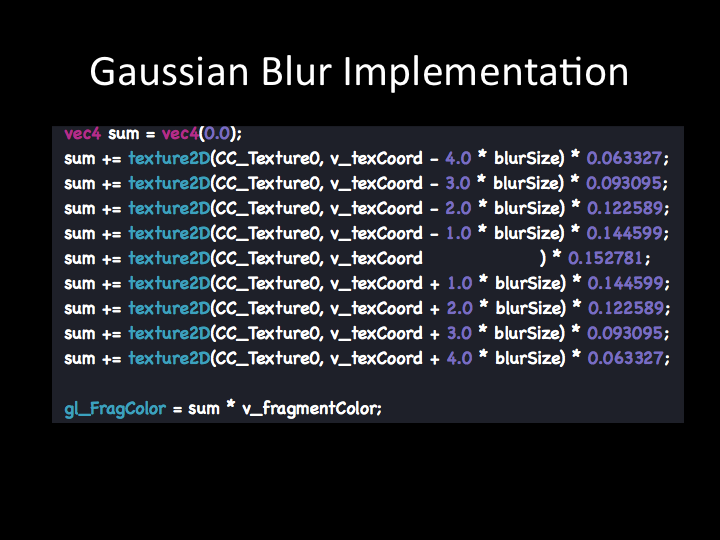 Gaussian Blur Implementation
vec4 sum = vec4(0.0);
sum += texture2D(CC_Texture0, v_texCoord - 4.0 * blurSize) * 0.063327;
sum += texture2D(CC_Texture0, v_texCoord - 3.0 * blurSize) * 0.093095;
sum += texture2D(CC_Texture0, v_texCoord - 2.0 * blurSize) * 0.122589;
sum += texture2D(CC_Texture0, v_texCoord - 1.0 * blurSize) * 0.144599;
sum += texture2D(CC_Texture0, v_texCoord ) * 0.152781;
sum += texture2D(CC_Texture0, v_texCoord + 1.0 * blurSize) * 0.144599;
sum += texture2D(CC_Texture0, v_texCoord + 2.0 * blurSize) * 0.122589;
sum += texture2D(CC_Texture0, v_texCoord + 3.0 * blurSize) * 0.093095;
sum += texture2D(CC_Texture0, v_texCoord + 4.0 * blurSize) * 0.063327;
gl_FragColor = sum * v_fragmentColor;